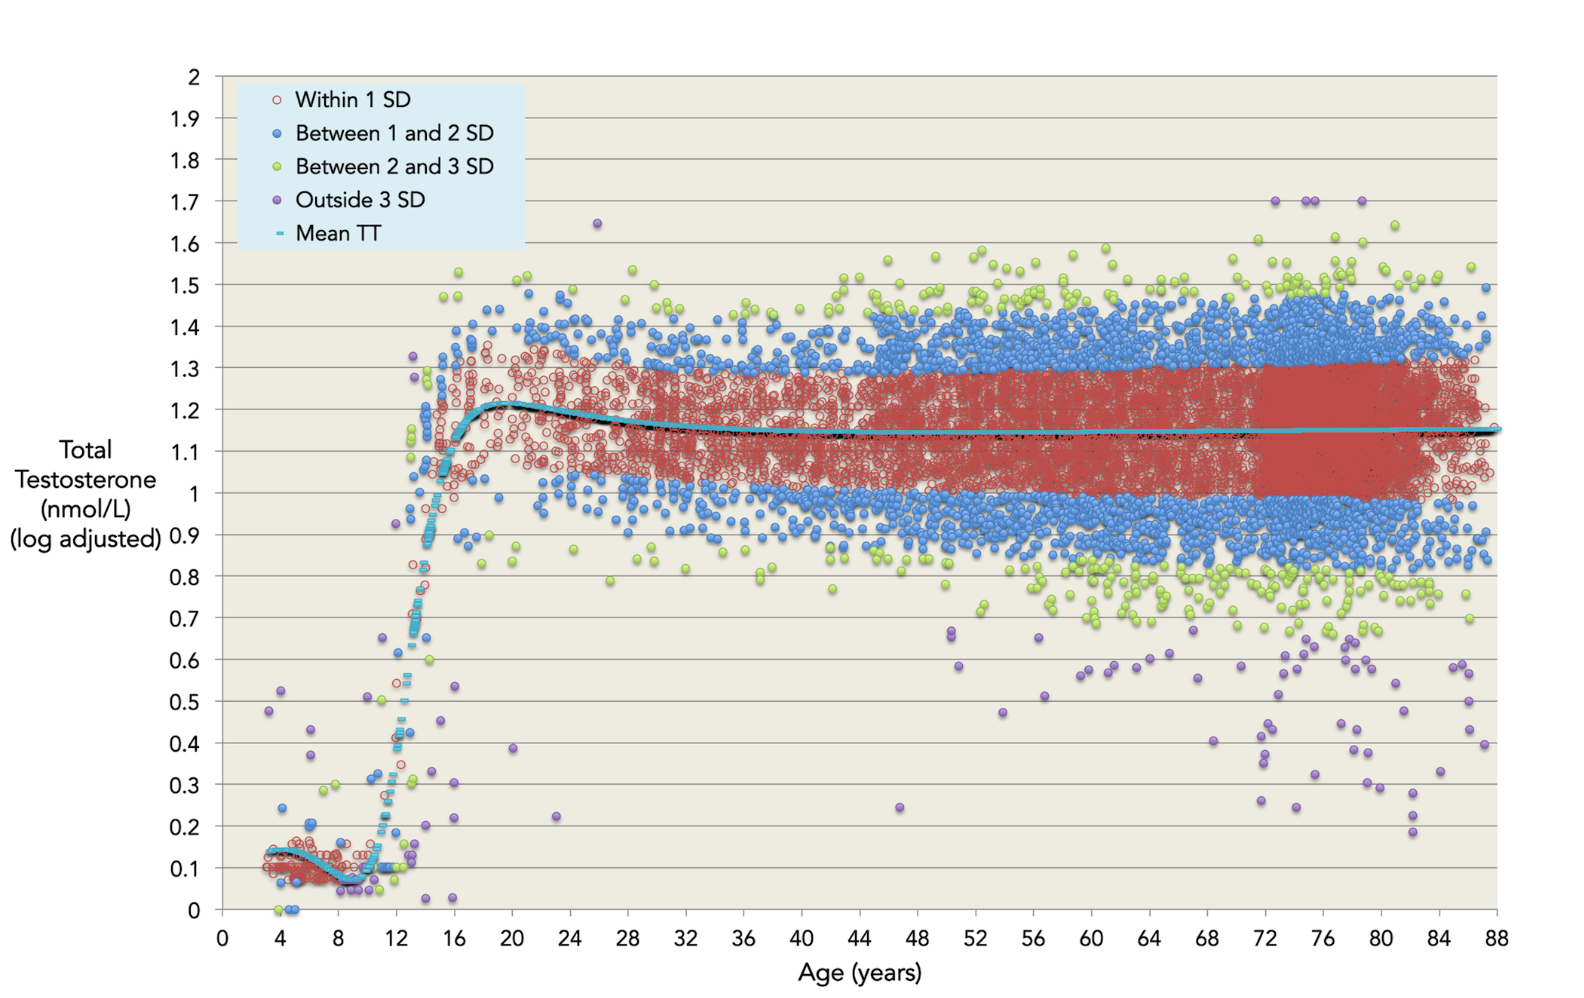 2
1.9
1.8
1.7
1.6
1.5
1.4
1.3
1.2
1.1
1
0.9
0.8
0.7
0.6
0.5
0.4
0.3
0.2
0.1
0
Within 1 SD
Between 1 and 2 SD
Between 2 and 3 SD
Outside 3 SD
Mean TT
Total
Testosterone
(nmol/L)
(log adjusted)
0 4 8 12 16 20 24 28 32 36 40 44 48 52 56 60 64 68 72 76 80 84 88
Age (years)